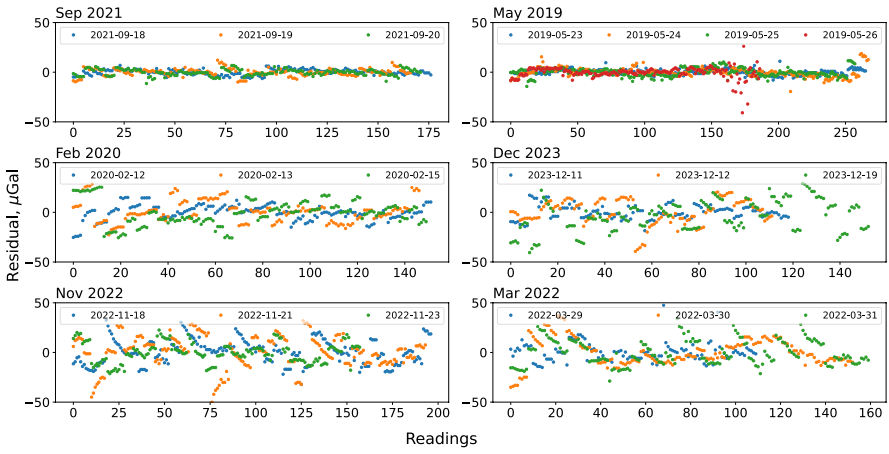 Sep 2021
50
0
−50
2021-09-18 2021-09-19 2021-09-20
0 25 50 75 100 125 150 175
May 2019
50
0
−50
2019-05-23 2019-05-24 2019-05-25 2019-05-26
0 50 100 150 200 250
Feb 2020
50
0
−50
2020-02-12 2020-02-13 2020-02-15
0 20 40 60 80 100 120 140
Dec 2023
50
0
−50
2023-12-11 2023-12-12 2023-12-19
0 20 40 60 80 100 120 140
Nov 2022
50
0
−50
2022-11-18 2022-11-21 2022-11-23
0 25 50 75 100 125 150 175 200
Mar 2022
50
0
−50
2022-03-29 2022-03-30 2022-03-31
0 20 40 60 80 100 120 140 160
Residual, μGal
Readings